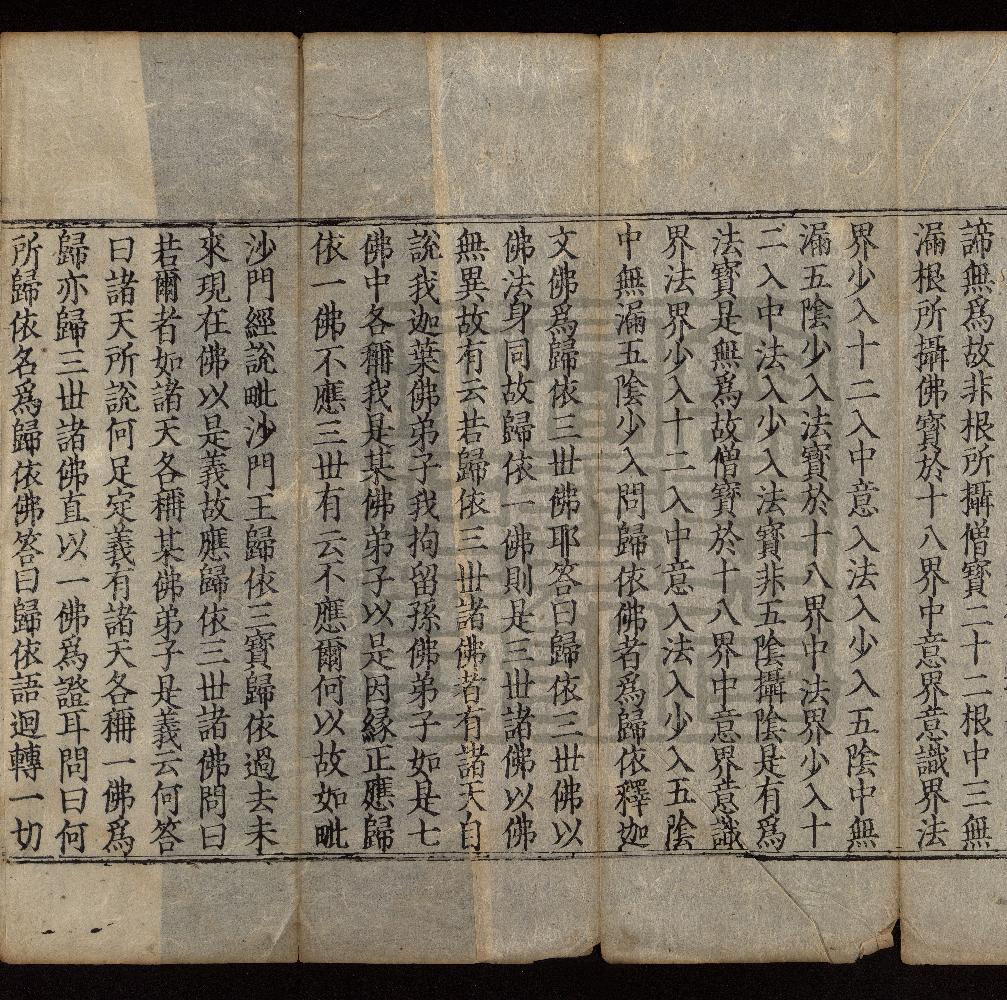 諦無爲故非根所攝僧寶二十二根中三無
漏根所攝佛寶於十八界中意界意識界法
界少入十二入中意入法入少入五陰中無
漏五陰少入法寶於十八界中法界少入十
二入中法入少入法寶非五陰攝陰是有爲
法寶是無爲故僧寶於十八界中意界意識
界法界少入十二入中意入法入少入五陰
中無漏五陰少入問歸依佛者爲歸依釋迦
文佛爲歸依三世佛耶答曰歸依三世佛以
佛法身同故歸依一佛則是三世諸佛以佛
無異故有云若歸依三世諸佛者有諸天自
說我迦葉佛弟子我拘留孫佛弟子如是七
佛中各稱我是某佛弟子以是因緣正應歸
依一佛不應三世有云不應爾何以故如毗
沙門經說毗沙門王歸依三寶歸依過去未
來現在佛以是義故應歸依三世諸佛問曰
若爾者如諸天各稱某佛弟子是義云何答
曰諸天所說何足定義有諸天各稱一佛爲
歸亦歸三世諸佛直以一佛爲證耳問曰何
所歸依名爲歸依佛答曰歸依語迴轉一切